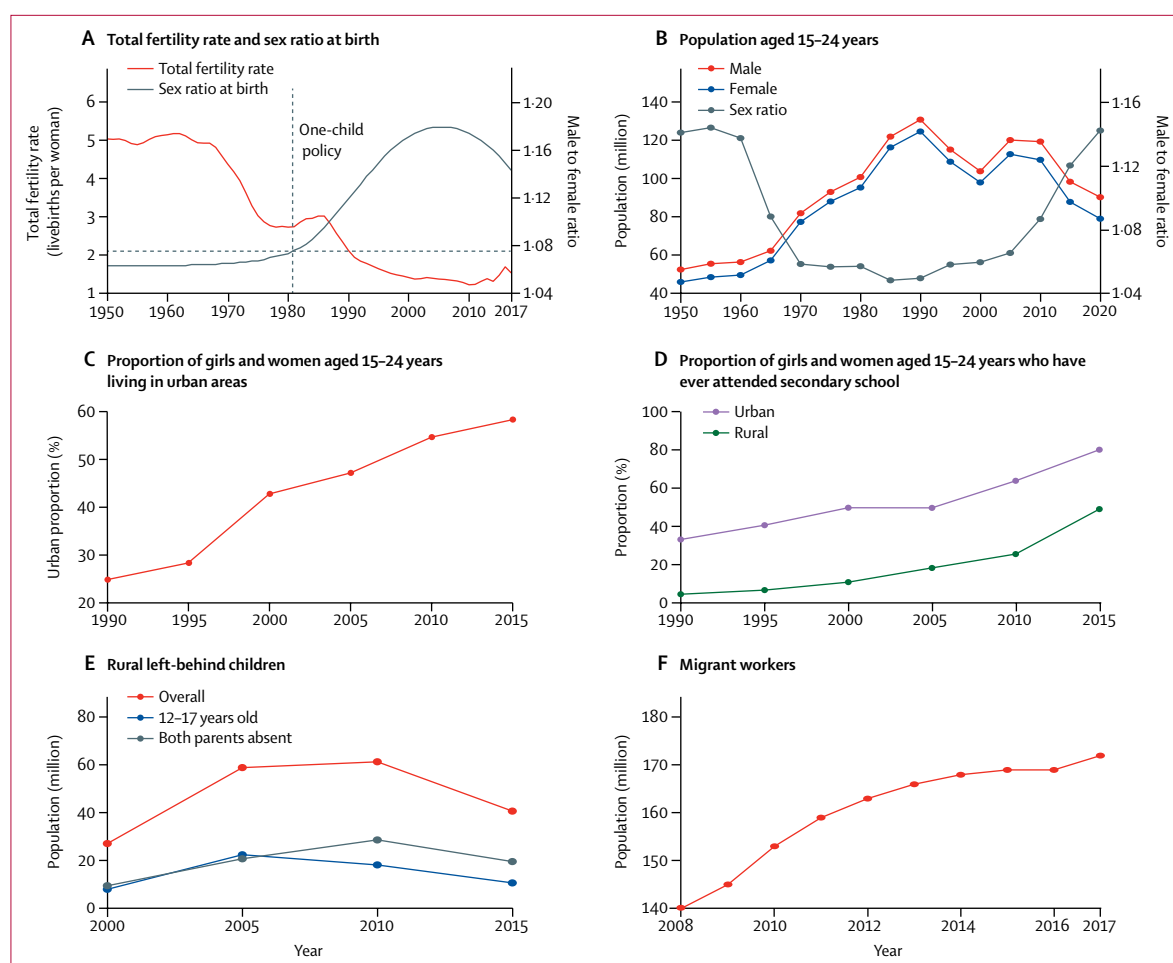 A Total fertility rate and sex ratio at birth
Total fertility rate
Sex ratio at birth
One-child
policy
Total fertility rate
(livebirths per woman)
6
5
4
3
2
1
Male to female ratio
1·20
1·16
1·12
1·08
1·04
1950 1960 1970 1980 1990 2000 2010 2017
B Population aged 15–24 years
Male
Female
Sex ratio
Population (million)
140
120
100
80
60
40
Male to female ratio
1·16
1·12
1·08
1·04
1950 1960 1970 1980 1990 2000 2010 2020
C Proportion of girls and women aged 15–24 years
living in urban areas
Urban proportion (%)
60
50
40
30
20
1990 1995 2000 2005 2010 2015
D Proportion of girls and women aged 15–24 years who have
ever attended secondary school
Urban
Rural
Proportion (%)
100
80
60
40
20
0
1990 1995 2000 2005 2010 2015
E Rural left-behind children
Overall
12–17 years old
Both parents absent
Population (million)
80
60
40
20
0
2000 2005 2010 2015
Year
F Migrant workers
Population (million)
180
170
160
150
140
2008 2010 2012 2014 2016 2017
Year